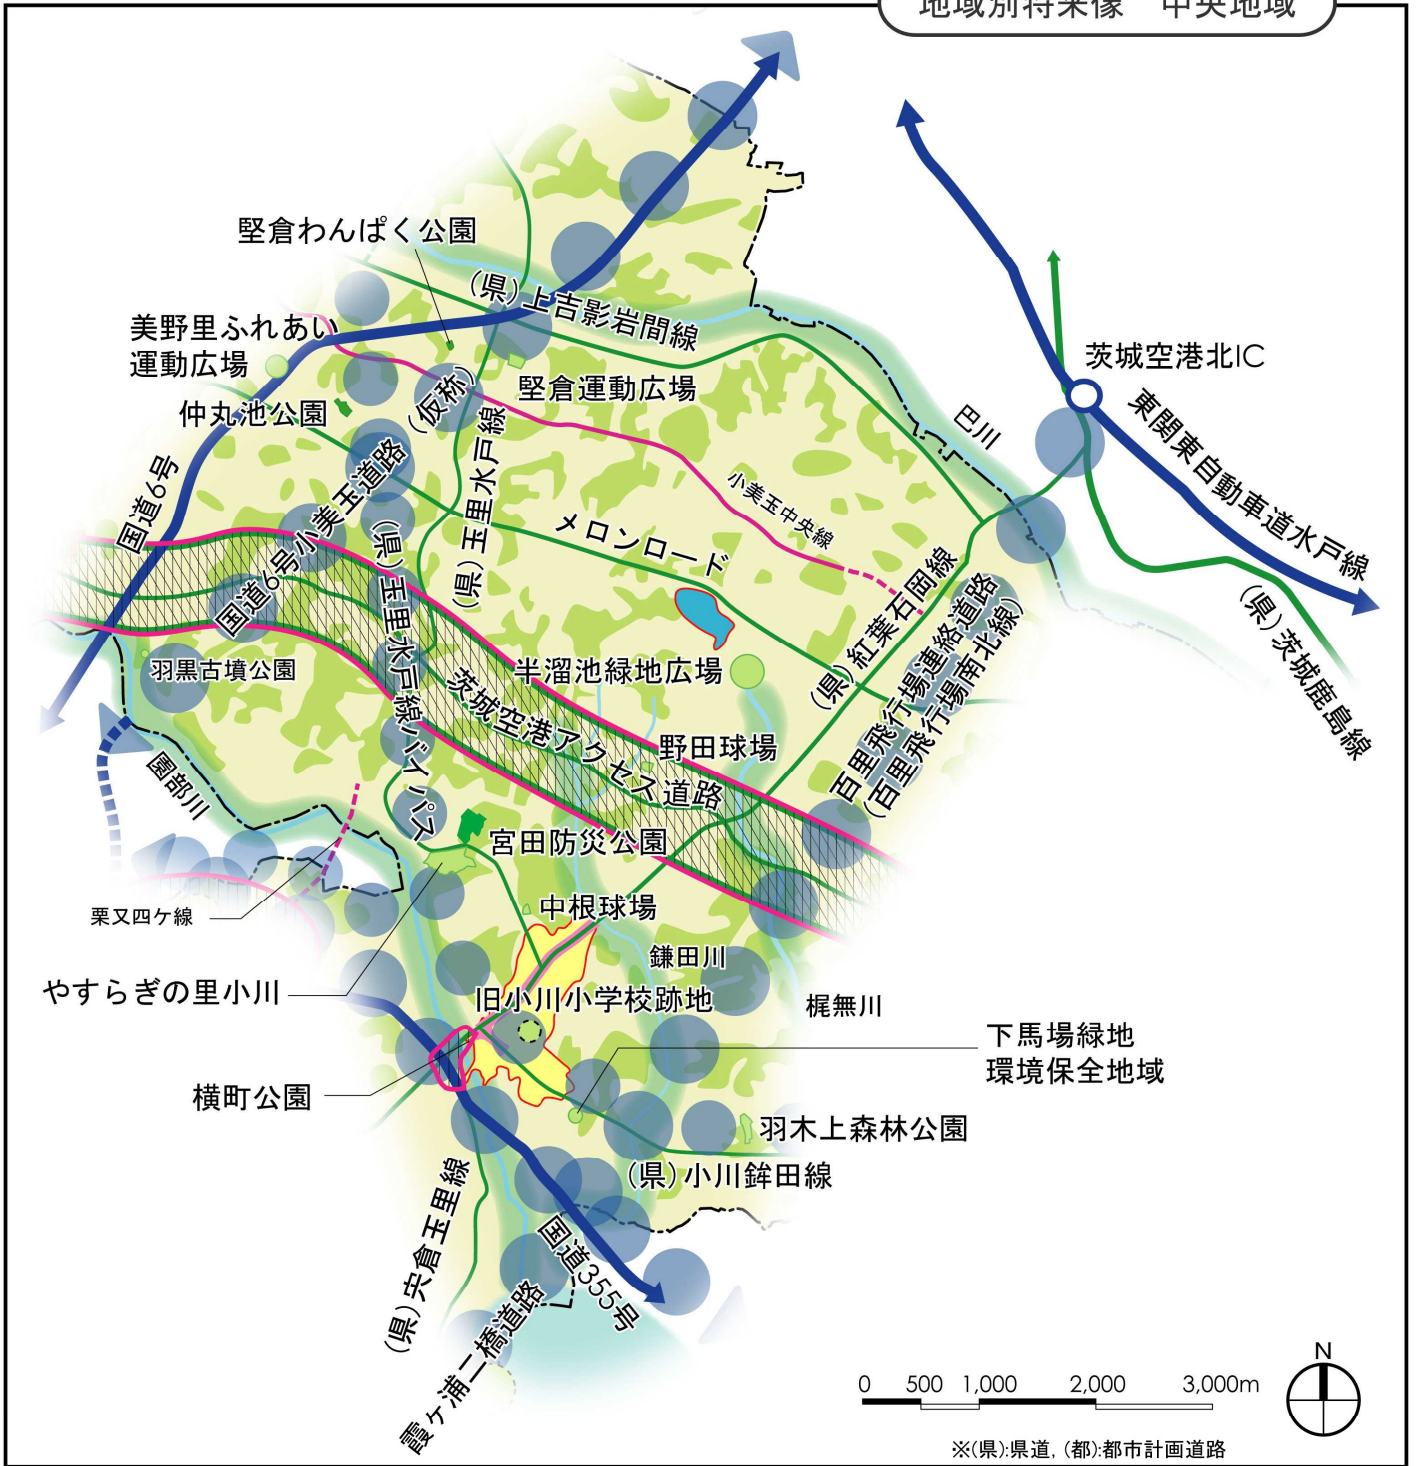 地域別将来像 中央地域
堅倉わんぱく公園
(県)上吉影岩間線
美野里ふれあい
運動広場
茨城空港北IC
堅倉運動広場
仲丸池公園
(県)玉里水戸線
巴川
東関東自動車道水戸線
国道6号
国道6号小美玉道路(仮称)
小美玉中央線
メロンロード
(県)紅葉石岡線
(県)茨城鹿島線
(県)玉里水戸線バイパス
羽黒古墳公園
半溜池緑地広場
百里飛行場連絡道路
(百里飛行場南北線)
茨城空港アクセス道路
野田球場
園部川
宮田防災公園
栗又四ケ線
中根球場
鎌田川
やすらぎの里小川
旧小川小学校跡地
梶無川
下馬場緑地
環境保全地域
横町公園
羽木上森林公園
(県)小川鉾田線
(県)宍倉玉里線
国道355号
霞ヶ浦二橋道路
N
0 500 1,000 2,000 3,000m
※(県):県道, (都):都市計画道路